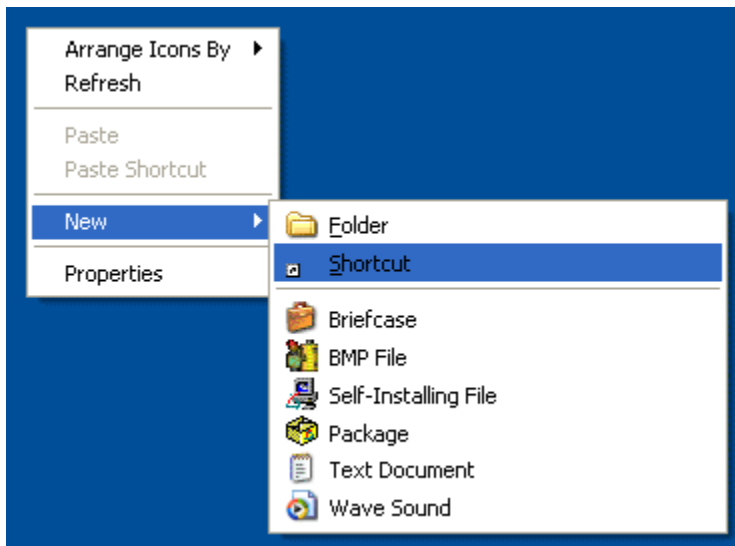 Arrange Icons By
Refresh
Paste
Paste Shortcut
New
Properties
Folder
Shortcut
Briefcase
BMP File
Self-Installing File
Package
Text Document
Wave Sound